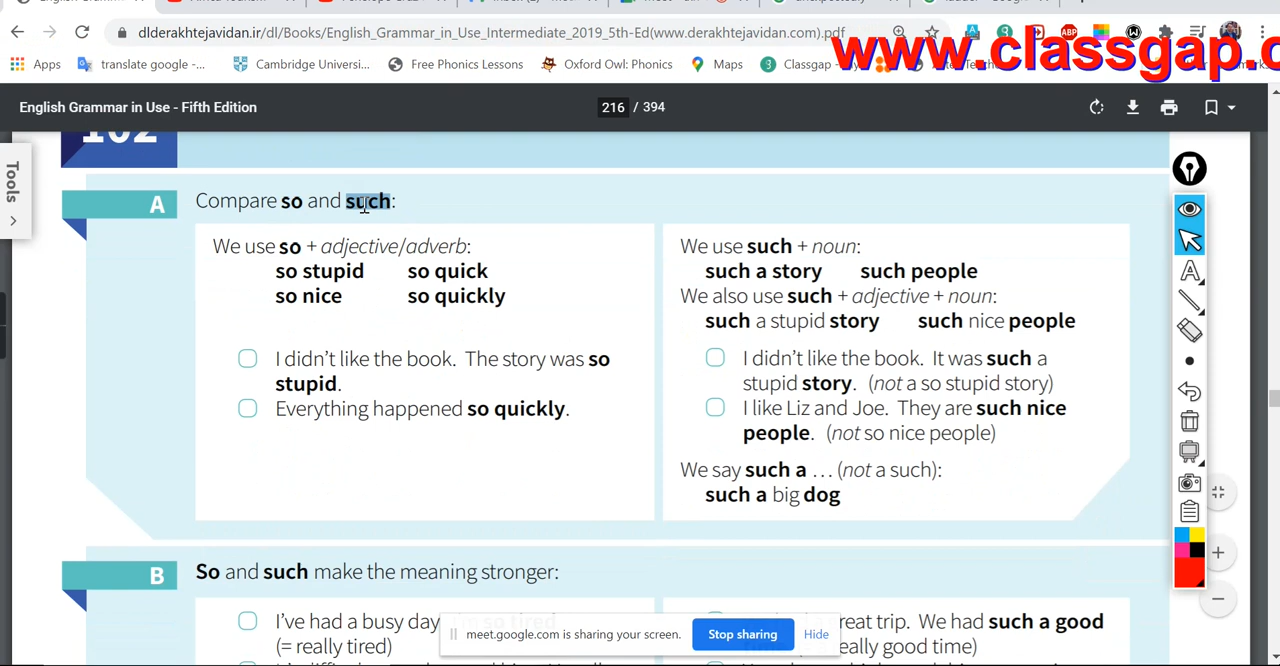 dlderakhtejavidan.ir/dl/Books/English_Grammar_in_Use_Intermediate_2019_5th-Ed(www.derakhtejavidan.com).pdf
www.classgap.c
Apps translate google -... Cambridge Universi... Free Phonics Lessons Oxford Owl: Phonics Maps Classgap
English Grammar in Use - Fifth Edition 216 / 394
Tools
102
A Compare so and such:
We use so + adjective/adverb:
so stupid so quick
so nice so quickly
I didn't like the book. The story was so
stupid.
Everything happened so quickly.
We use such + noun:
such a story such people
We also use such + adjective + noun:
such a stupid story such nice people
I didn't like the book. It was such a
stupid story. (not a so stupid story)
I like Liz and Joe. They are such nice
people. (not so nice people)
We say such a ... (not a such):
such a big dog
B So and such make the meaning stronger:
I've had a busy day
(= really tired)
great trip. We had such a good
really good time)
meet.google.com is sharing your screen. Stop sharing Hide